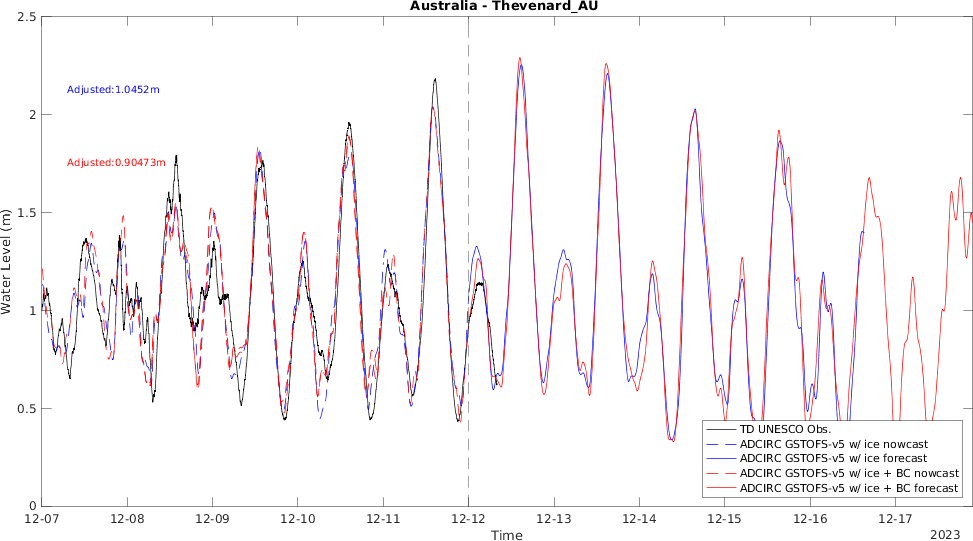 Australia - Thevenard_AU
2.5
2
1.5
1
0.5
0
Water Level (m)
Adjusted:1.0452m
Adjusted:0.90473m
TD UNESCO Obs.
ADCIRC GSTOFS-v5 w/ ice nowcast
ADCIRC GSTOFS-v5 w/ ice forecast
ADCIRC GSTOFS-v5 w/ ice + BC nowcast
ADCIRC GSTOFS-v5 w/ ice + BC forecast
12-07 12-08 12-09 12-10 12-11 12-12 12-13 12-14 12-15 12-16 12-17
Time
2023